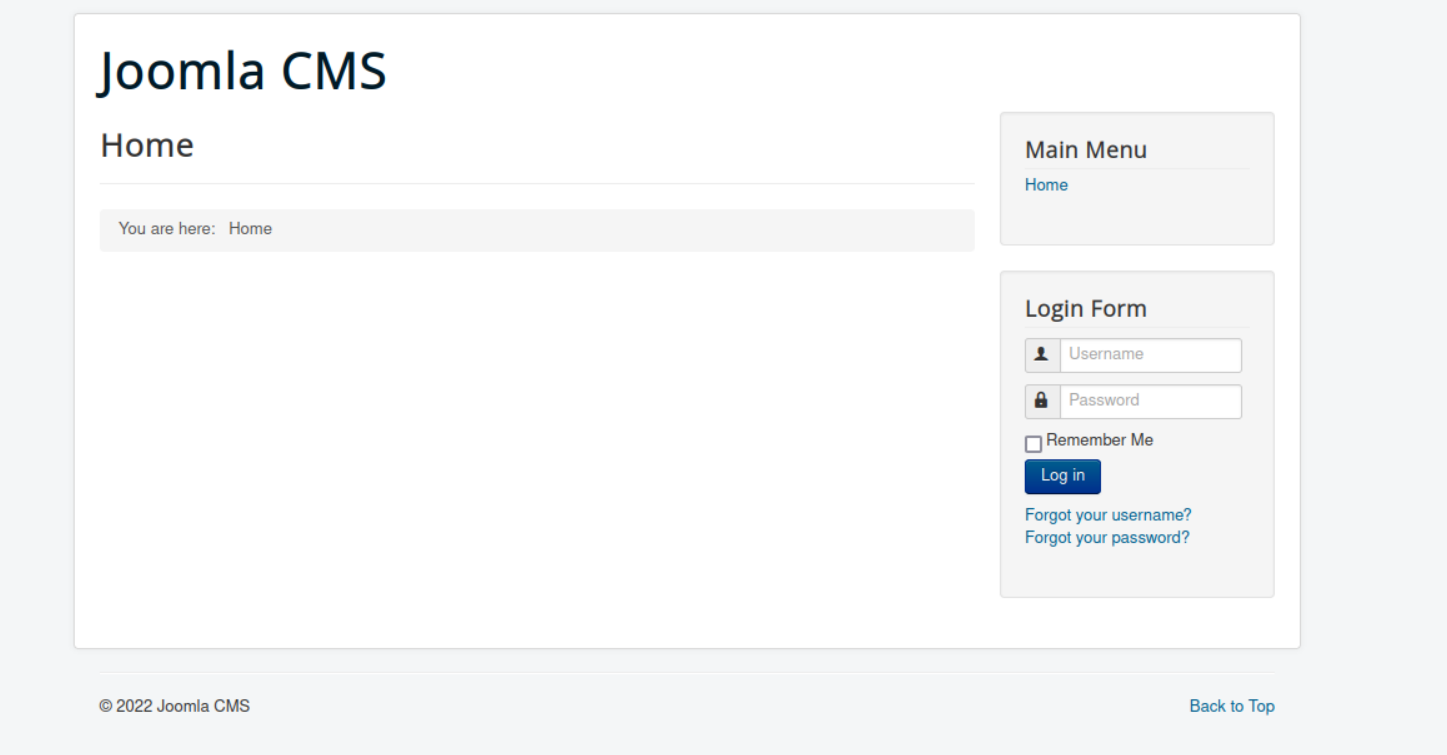 Joomla CMS
Home
You are here: Home
Main Menu
Home
Login Form
Username
Password
Remember Me
Log in
Forgot your username?
Forgot your password?
© 2022 Joomla CMS
Back to Top